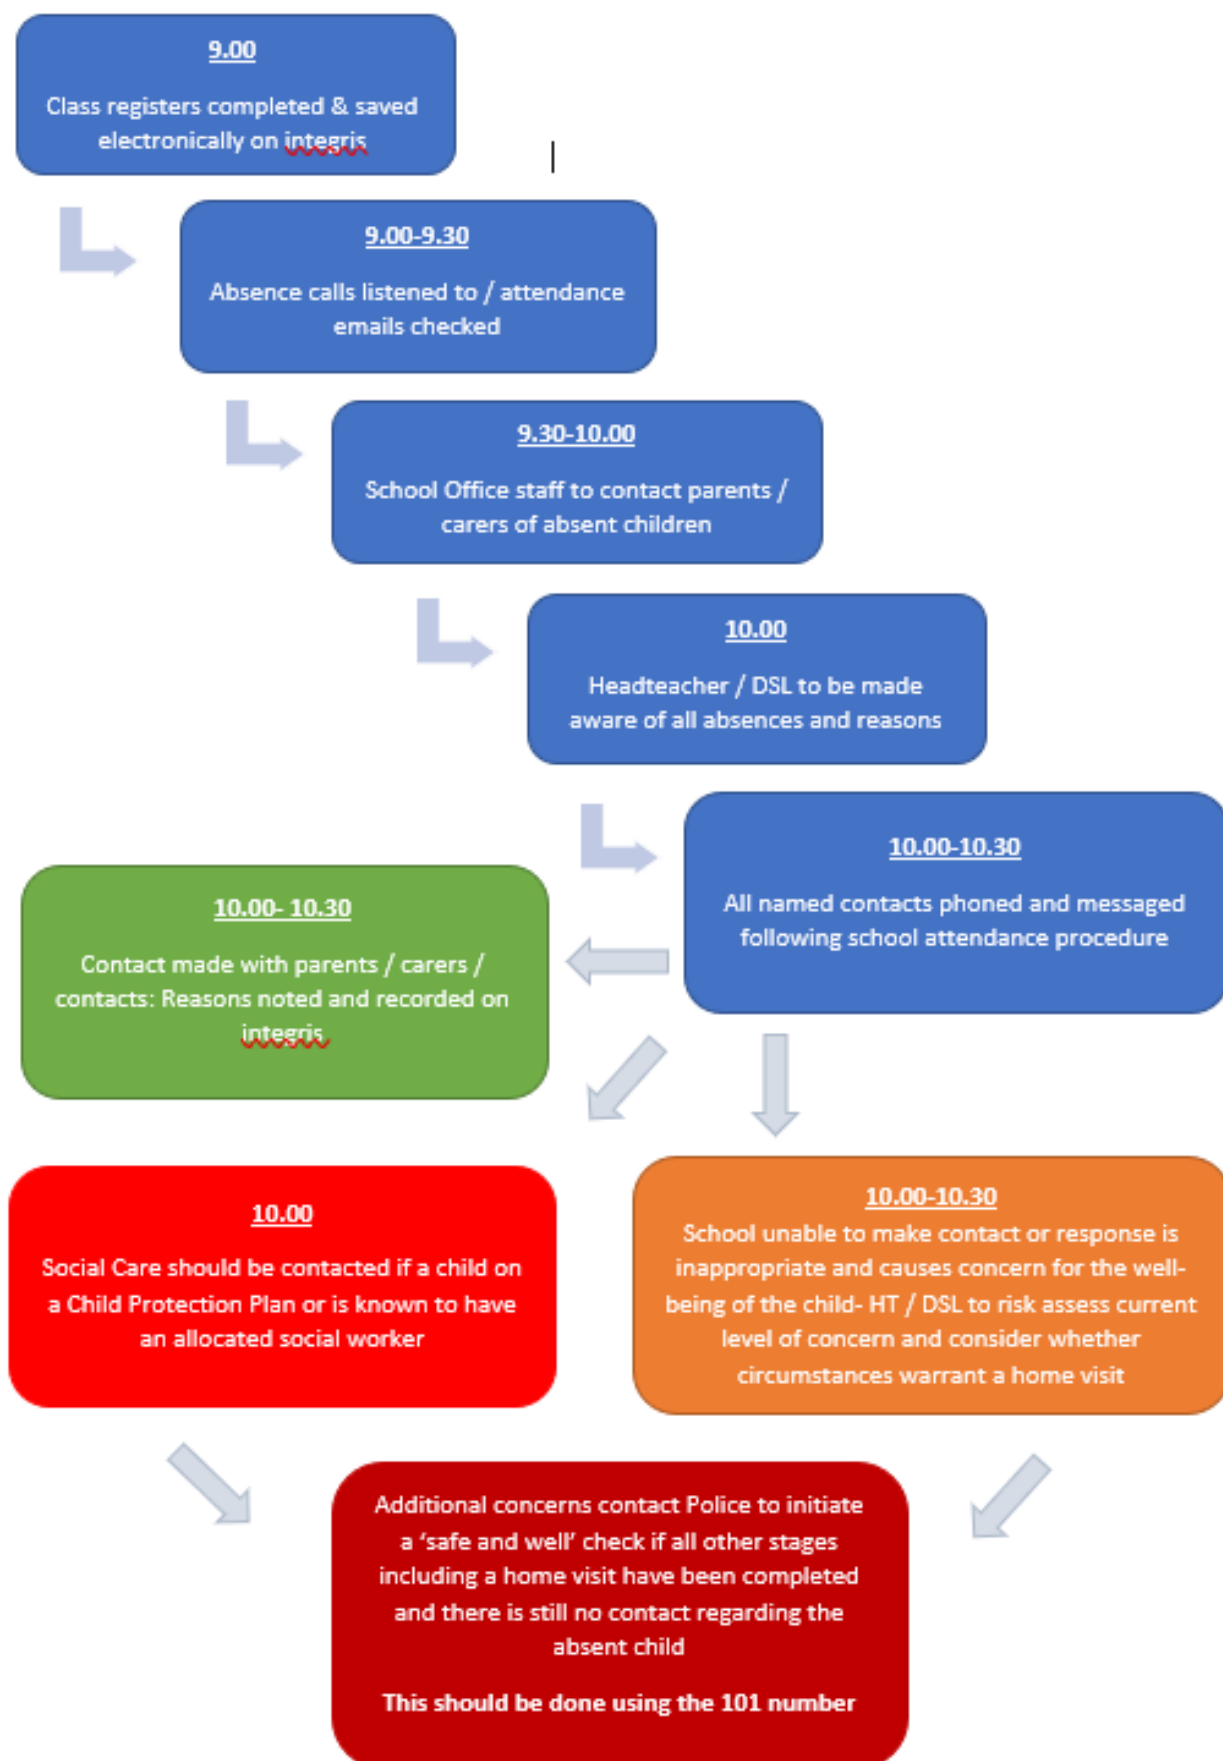 9.00
Class registers completed & saved
electronically on integris
9.00-9.30
Absence calls listened to / attendance
emails checked
9.30-10.00
School Office staff to contact parents /
carers of absent children
10.00
Headteacher / DSL to be made
aware of all absences and reasons
10.00-10.30
All named contacts phoned and messaged
following school attendance procedure
10.00- 10.30
Contact made with parents / carers /
contacts: Reasons noted and recorded on
integris.
10.00
Social Care should be contacted if a child on
a Child Protection Plan or is known to have
an allocated social worker
10.00-10.30
School unable to make contact or response is
inappropriate and causes concern for the well-
being of the child- HT / DSL to risk assess current
level of concern and consider whether
circumstances warrant a home visit
Additional concerns contact Police to initiate
a ‘safe and well’ check if all other stages
including a home visit have been completed
and there is still no contact regarding the
absent child
This should be done using the 101 number